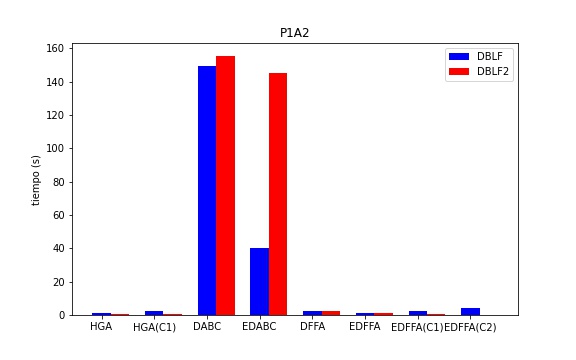 P1A2
DBLF
DBLF2
tiempo (s)
160
140
120
100
80
60
40
20
0
HGA HGA(C1) DABC EDABC DFFA EDFFA EDFFA(C1) EDFFA(C2)